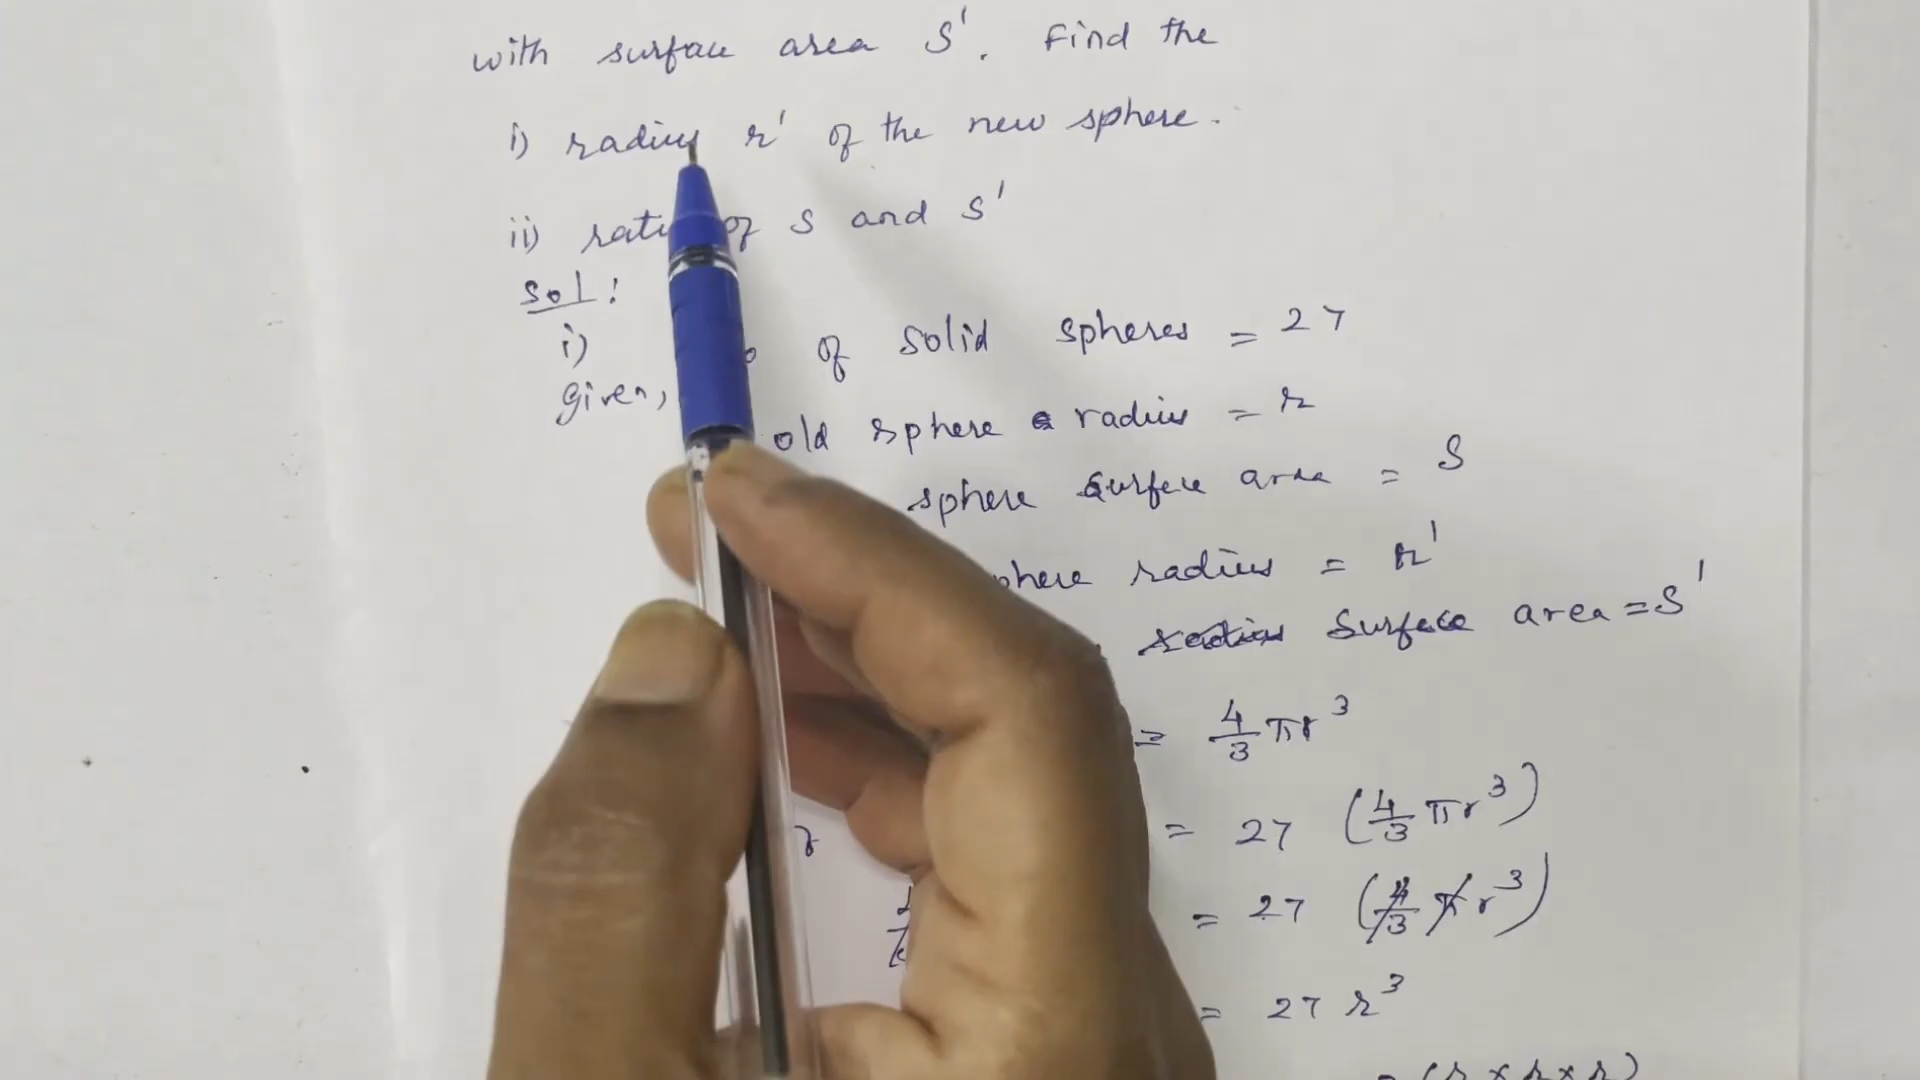 with surface area S'. Find the
i) radius r' of the new sphere.
ii) of s and s'
sol:
i) of solid spheres = 27
Given, old sphere radius = r
sphere Surface area = S
radius = r'
Surface area = S'
= 4/3 πr³
= 27 (4/3 πr³)
= 27 (4/3 πr³)
= 27 r³